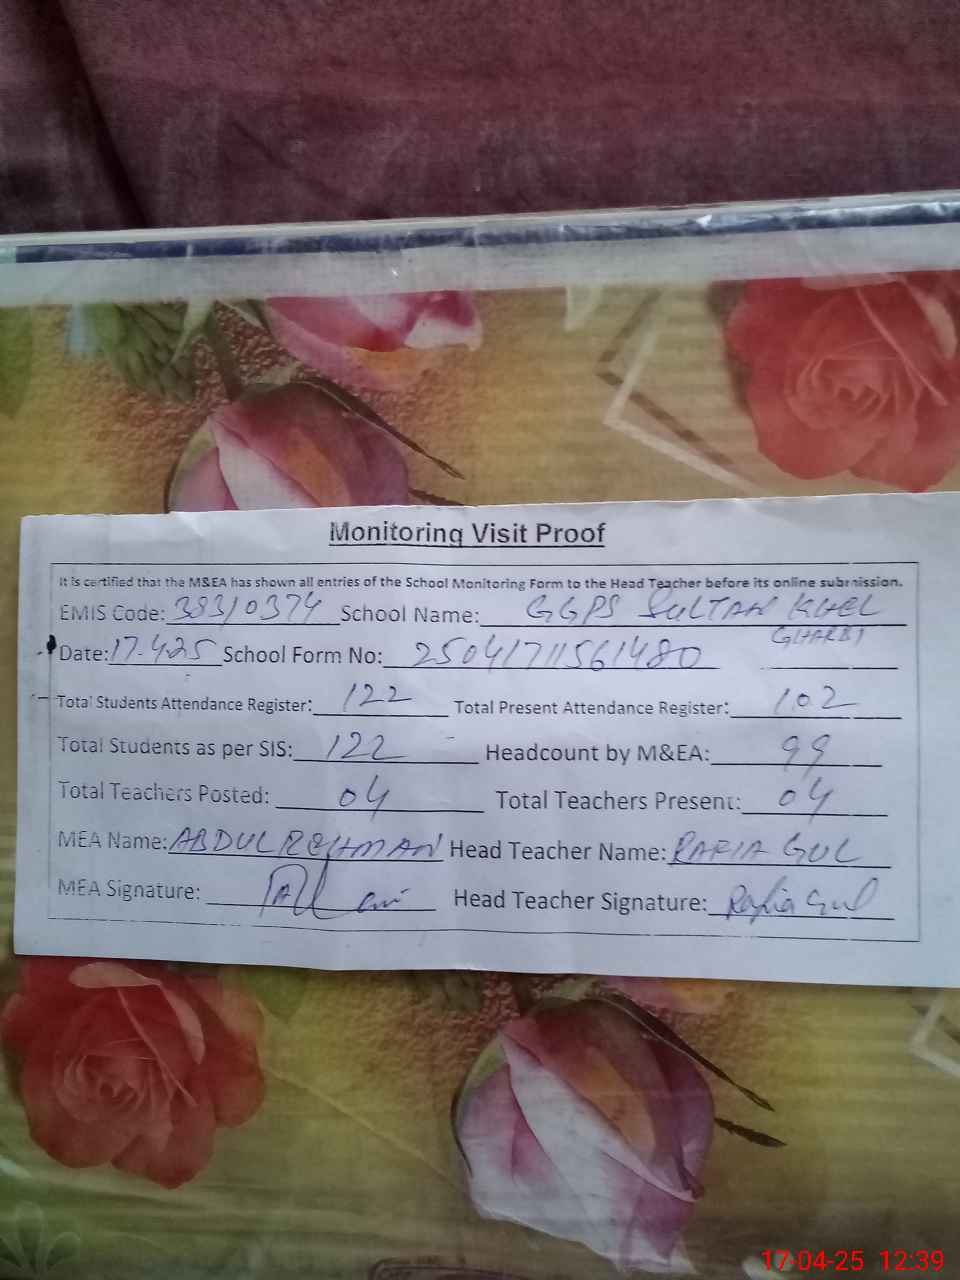 Monitoring Visit Proof
It is certified that the M&EA has shown all entries of the School Monitoring Form to the Head Teacher before its online submission.
EMIS Code: 38310374 School Name: GGPS SULTAN KHEL
GHARBI
Date: 17.4.25 School Form No: 25041711561480
Total Students Attendance Register: 122 Total Present Attendance Register: 102
Total Students as per SIS: 122 Headcount by M&EA: 99
Total Teachers Posted: 04 Total Teachers Present: 04
MEA Name: ABDUL REHMAN Head Teacher Name: RAFIA GUL
MEA Signature: Head Teacher Signature: Rafia Gul
17-04-25 12:39